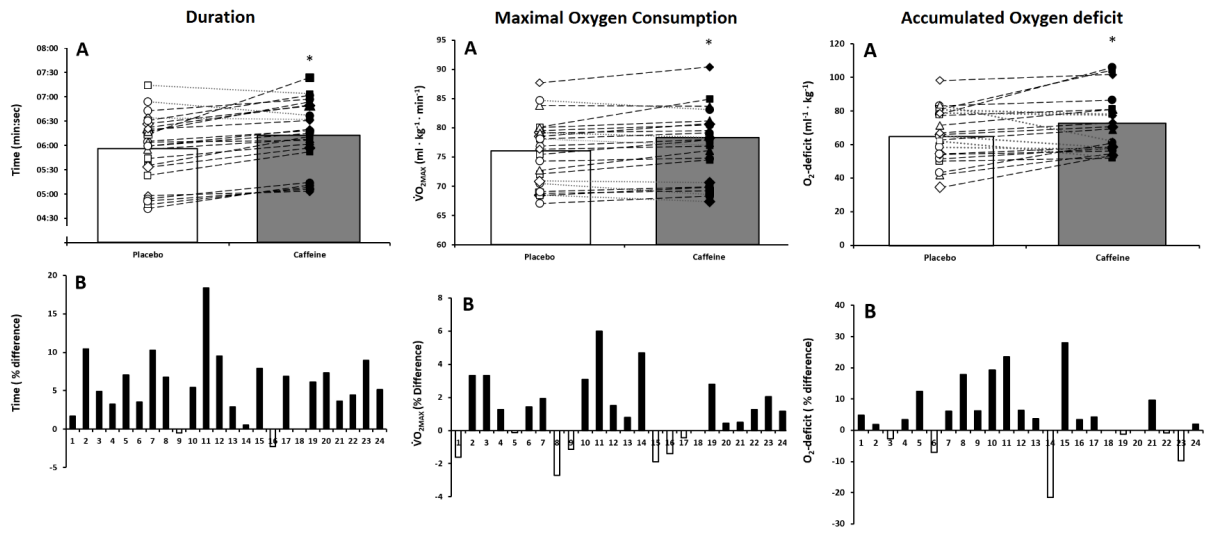 Duration
A
*
08:00
07:30
07:00
06:30
06:00
05:30
05:00
04:30
Time (min:sec)
Placebo
Caffeine
B
20
15
10
5
0
-5
Time ( % difference)
1 2 3 4 5 6 7 8 9 10 11 12 13 14 15 16 17 18 19 20 21 22 23 24
Maximal Oxygen Consumption
A
*
95
90
85
80
75
70
65
60
V̇O2MAX (ml · kg-1 · min-1)
Placebo
Caffeine
B
8
6
4
2
0
-2
-4
V̇O2MAX (% Difference)
1 2 3 4 5 6 7 8 9 10 11 12 13 14 15 16 17 18 19 20 21 22 23 24
Accumulated Oxygen deficit
A
*
120
100
80
60
40
20
0
O2-deficit (ml-1 · kg-1)
Placebo
Caffeine
B
40
30
20
10
0
-10
-20
-30
O2-deficit ( % difference)
1 2 3 4 5 6 7 8 9 10 11 12 13 14 15 16 17 18 19 20 21 22 23 24